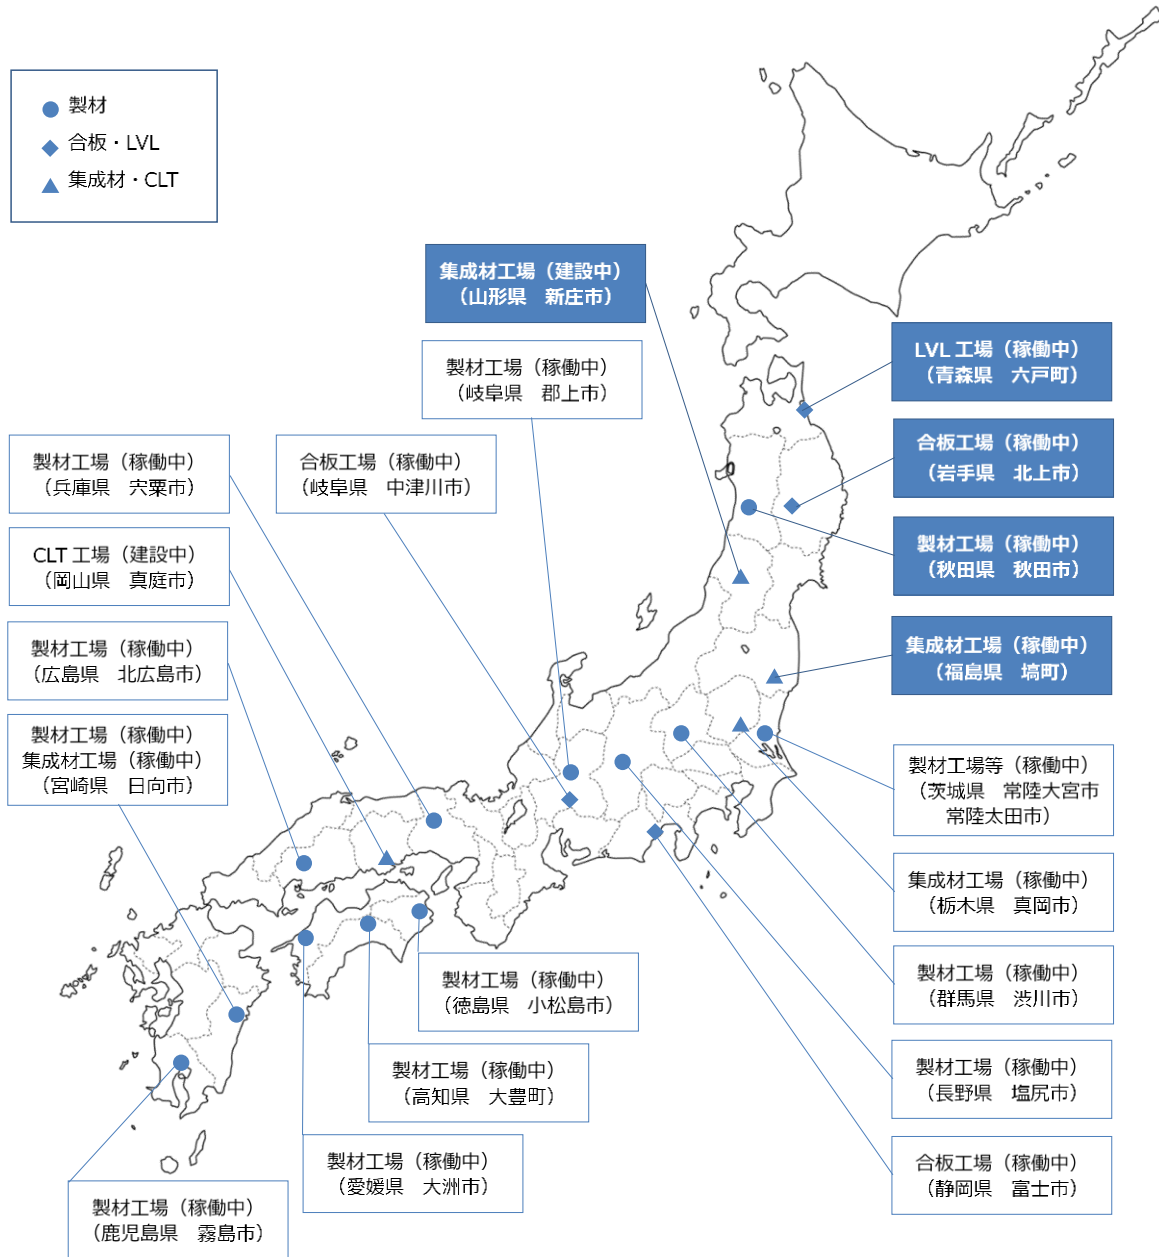 製材
合板・LVL
集成材・CLT
集成材工場（建設中）
（山形県　新庄市）
製材工場（稼働中）
（岐阜県　郡上市）
LVL 工場（稼働中）
（青森県　六戸町）
合板工場（稼働中）
（岩手県　北上市）
製材工場（稼働中）
（秋田県　秋田市）
集成材工場（稼働中）
（福島県　塙町）
製材工場（稼働中）
（兵庫県　宍粟市）
合板工場（稼働中）
（岐阜県　中津川市）
CLT 工場（建設中）
（岡山県　真庭市）
製材工場（稼働中）
（広島県　北広島市）
製材工場（稼働中）
集成材工場（稼働中）
（宮崎県　日向市）
製材工場等（稼働中）
（茨城県　常陸大宮市
常陸太田市）
集成材工場（稼働中）
（栃木県　真岡市）
製材工場（稼働中）
（群馬県　渋川市）
製材工場（稼働中）
（長野県　塩尻市）
合板工場（稼働中）
（静岡県　富士市）
製材工場（稼働中）
（徳島県　小松島市）
製材工場（稼働中）
（高知県　大豊町）
製材工場（稼働中）
（愛媛県　大洲市）
製材工場（稼働中）
（鹿児島県　霧島市）